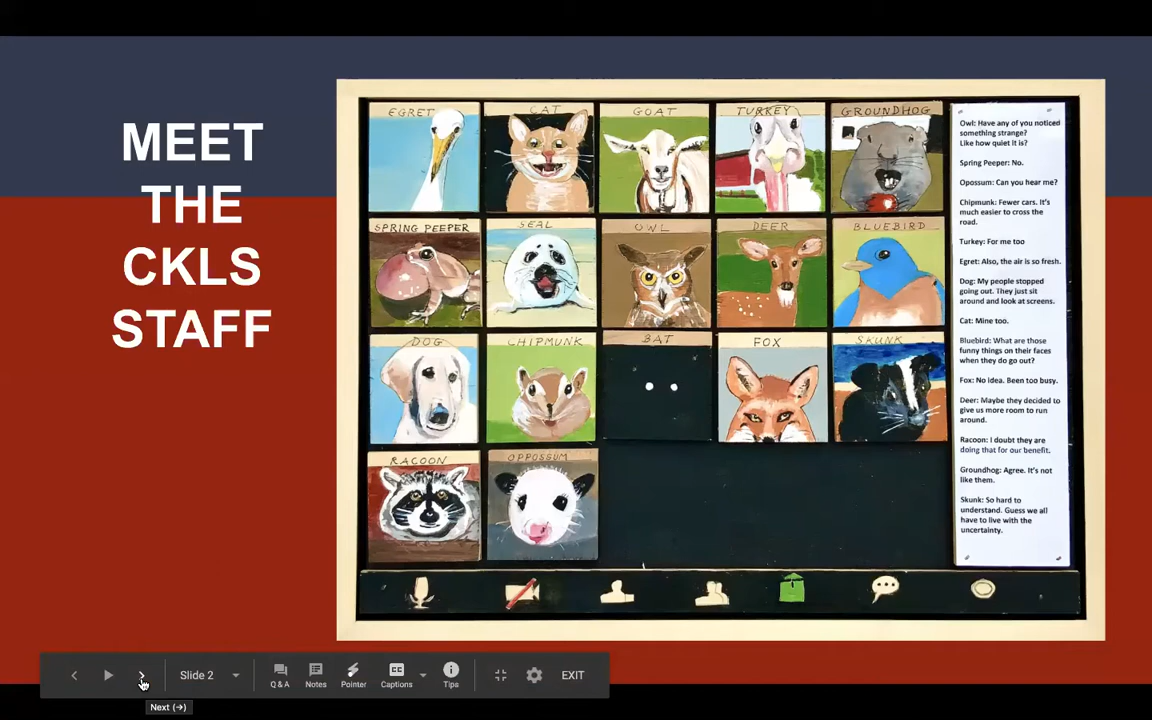 MEET
THE
CKLS
STAFF
EGRET
CAT
GOAT
TURKEY
GROUNDHOG
SPRING PEEPER
SEAL
OWL
DEER
BLUEBIRD
DOG
CHIPMUNK
BAT
FOX
SKUNK
RACOON
OPPOSSUM
Owl: Have any of you noticed
something strange?
Like how quiet it is?
Spring Peeper: No.
Opossum: Can you hear me?
Chipmunk: Fewer cars. It's
much easier to cross the
road.
Turkey: For me too
Egret: Also, the air is so fresh.
Dog: My people stopped
going out. They just sit
around and look at screens.
Cat: Mine too.
Bluebird: What are those
funny things on their faces
when they do go out?
Fox: No idea. Been too busy.
Deer: Maybe they decided to
give us more room to run
around.
Racoon: I doubt they are
doing that for our benefit.
Groundhog: Agree. It's not
like them.
Skunk: So hard to
understand. Guess we all
have to live with the
uncertainty.
Slide 2
Q & A
Notes
Pointer
CC
Captions
Tips
EXIT
Next (→)